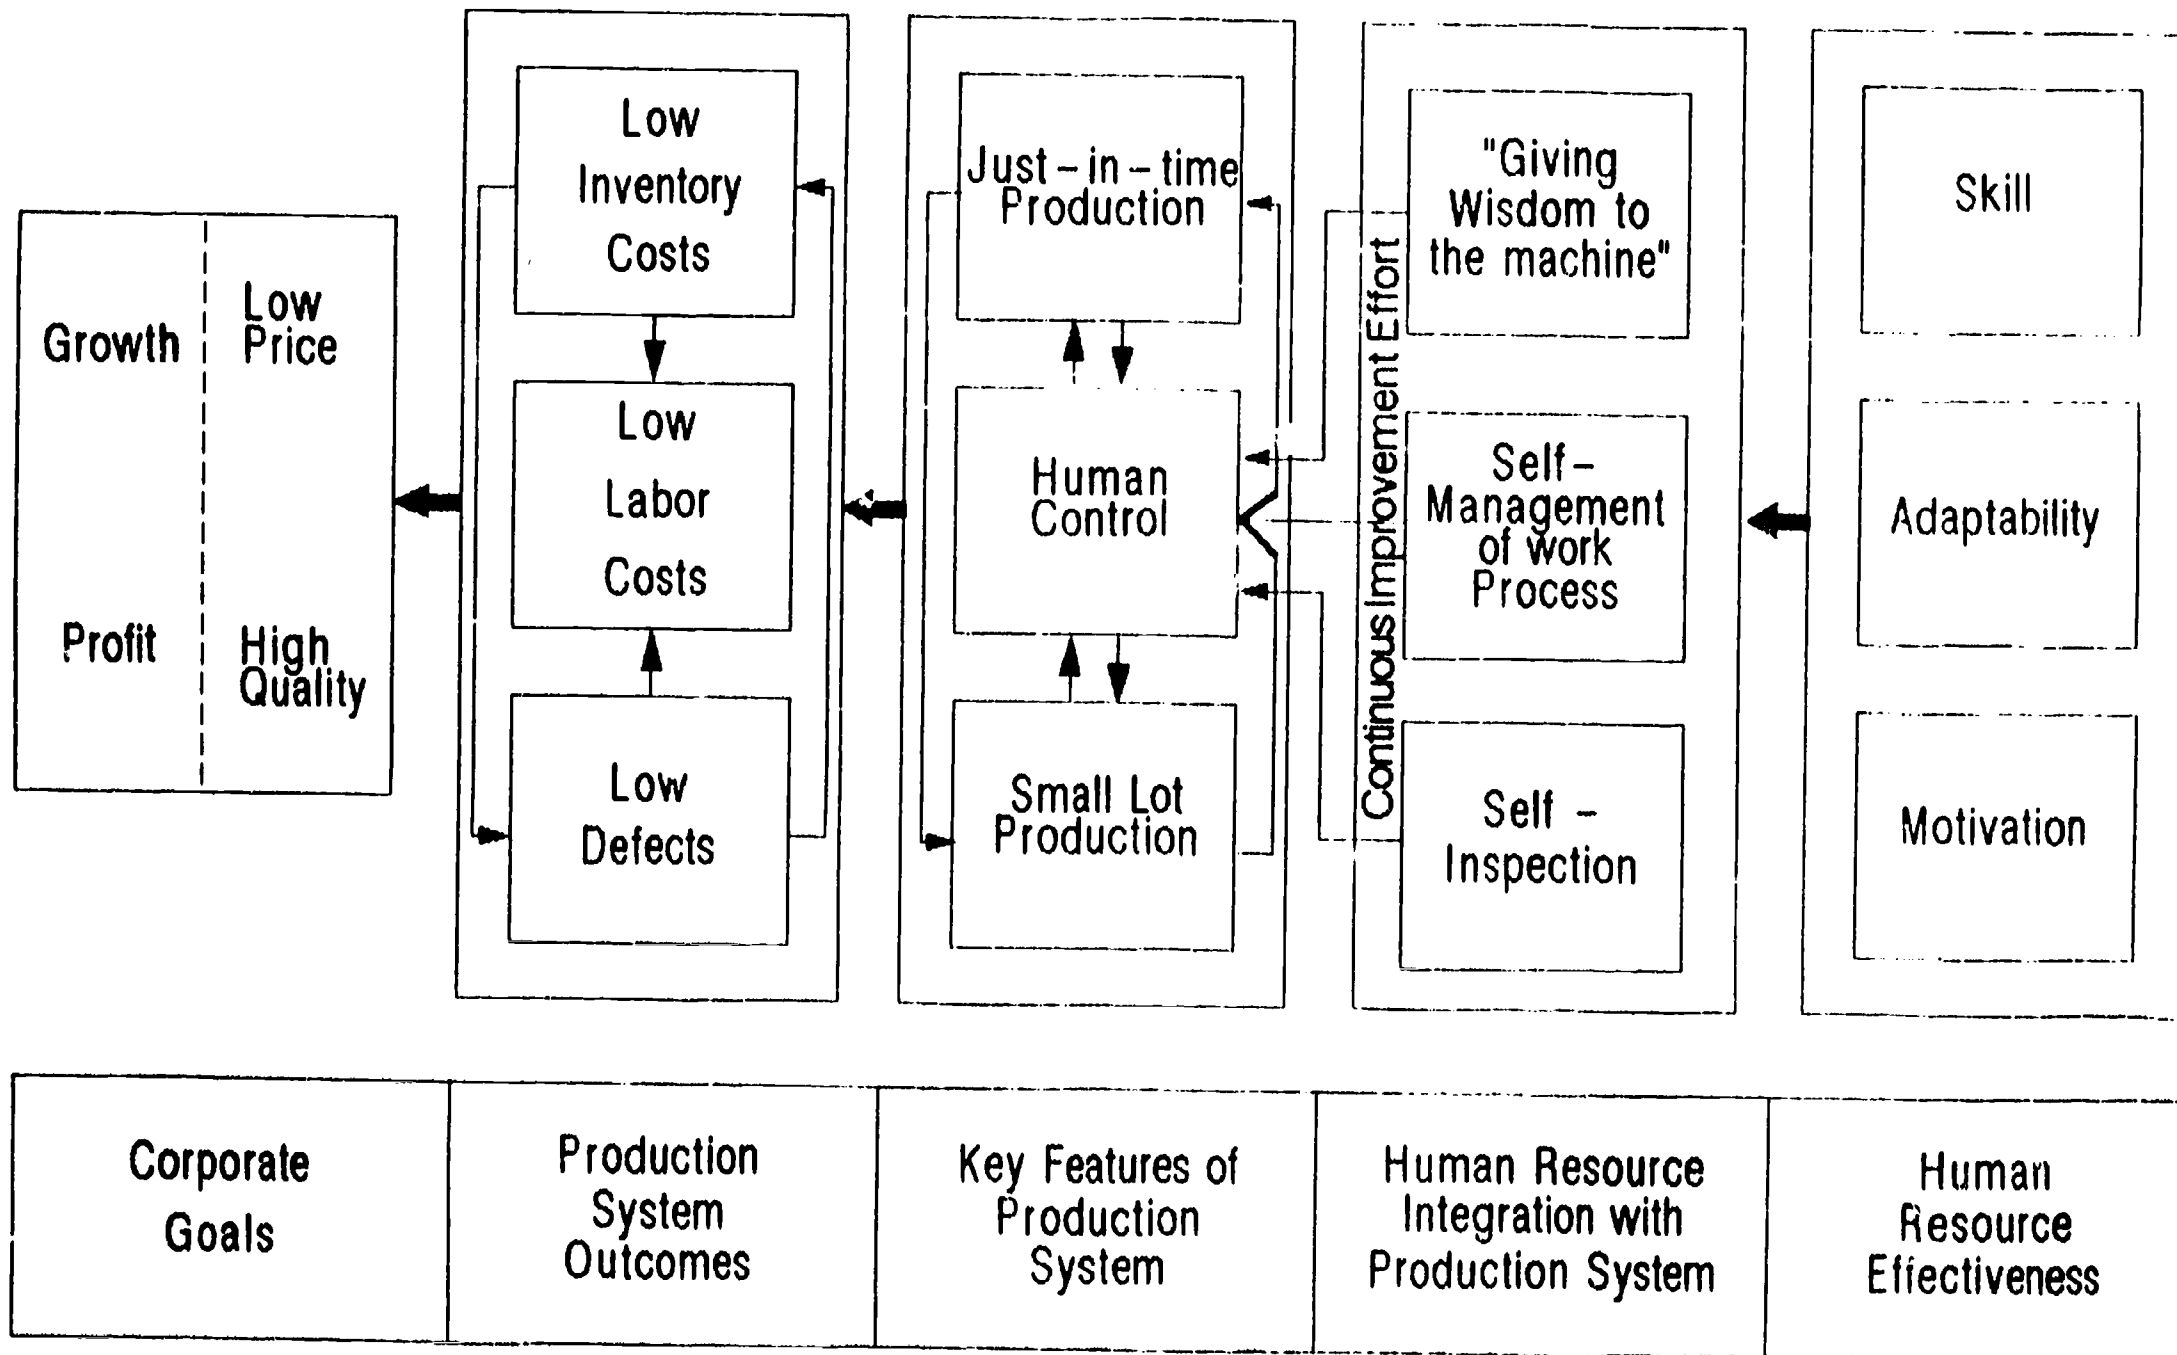 Growth
Profit
Low
Price
High
Quality
Low
Inventory
Costs
Low
Labor
Costs
Low
Defects
Just-in-time
Production
Human
Control
Small Lot
Production
Continuous Improvement Effort
"Giving
Wisdom to
the machine"
Self-
Management
of work
Process
Self -
Inspection
Skill
Adaptability
Motivation
Corporate
Goals
Production
System
Outcomes
Key Features of
Production
System
Human Resource
Integration with
Production System
Human
Resource
Effectiveness